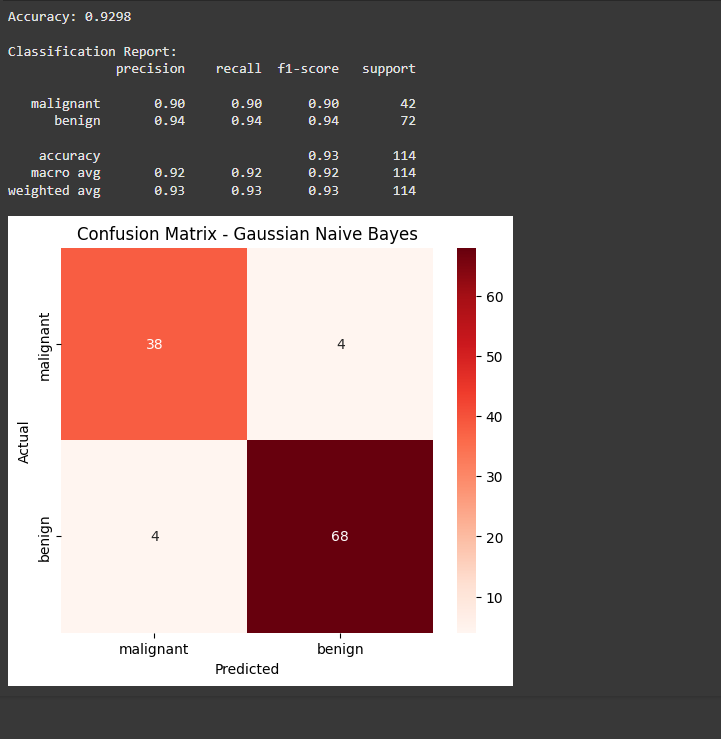 Accuracy: 0.9298
Classification Report:
precision recall f1-score support
malignant 0.90 0.90 0.90 42
benign 0.94 0.94 0.94 72
accuracy 0.93 114
macro avg 0.92 0.92 0.92 114
weighted avg 0.93 0.93 0.93 114
Confusion Matrix - Gaussian Naive Bayes
malignant
38
4
60
50
40
Actual
30
benign
4
68
20
10
malignant
benign
Predicted